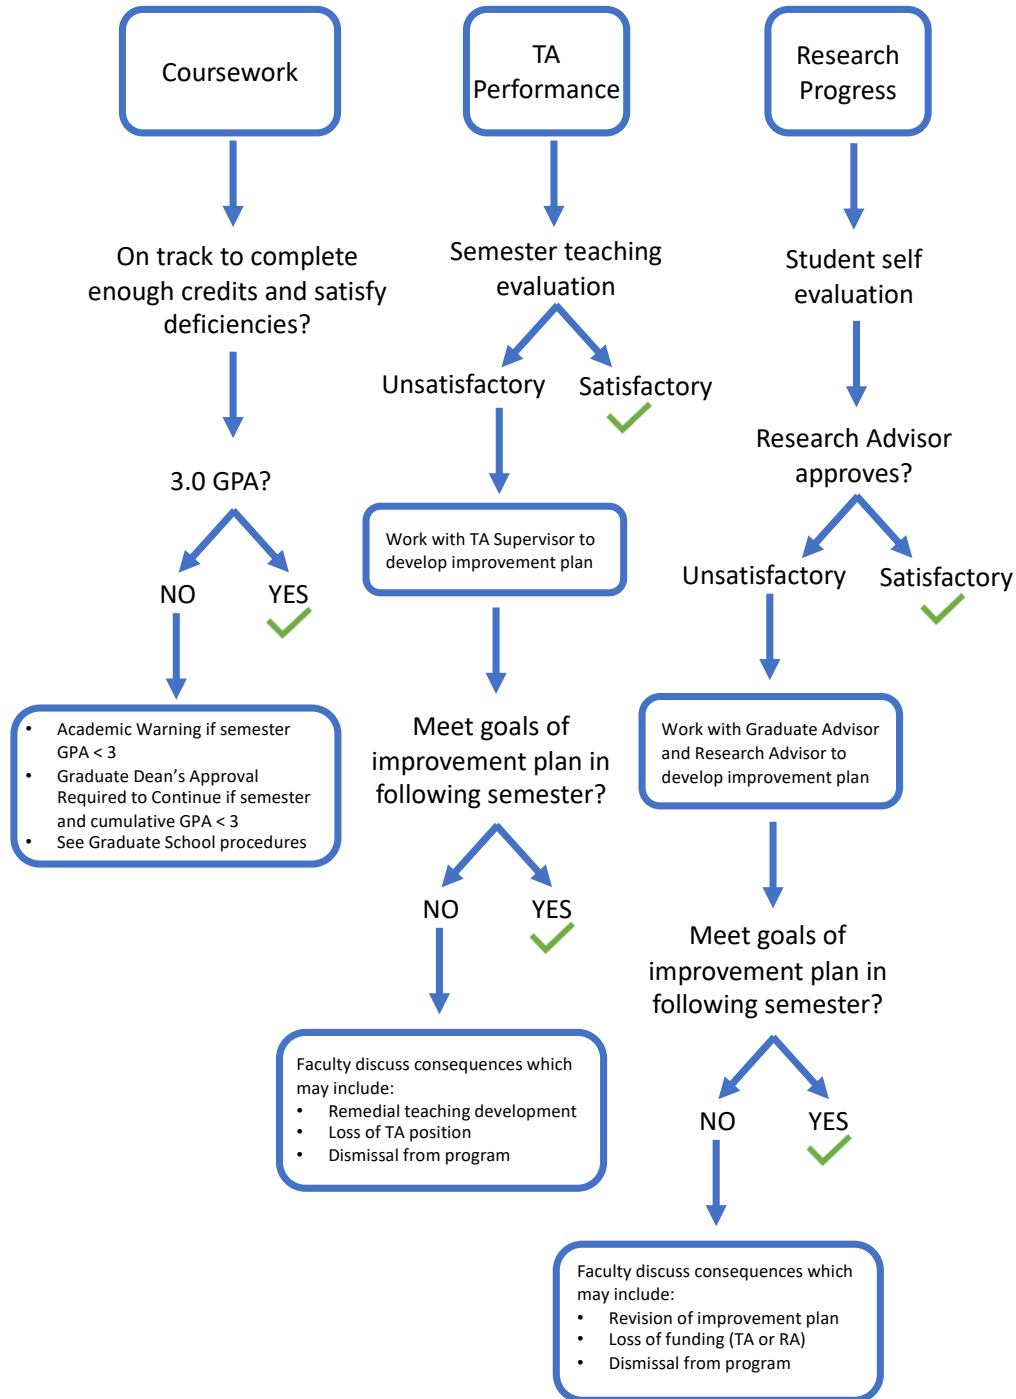 Coursework
On track to complete
enough credits and satisfy
deficiencies?
3.0 GPA?
NO
YES
• Academic Warning if semester
GPA < 3
• Graduate Dean’s Approval
Required to Continue if semester
and cumulative GPA < 3
• See Graduate School procedures
TA
Performance
Semester teaching
evaluation
Unsatisfactory
Satisfactory
Work with TA Supervisor to
develop improvement plan
Meet goals of
improvement plan in
following semester?
NO
YES
Faculty discuss consequences which
may include:
• Remedial teaching development
• Loss of TA position
• Dismissal from program
Research
Progress
Student self
evaluation
Research Advisor
approves?
Unsatisfactory
Satisfactory
Work with Graduate Advisor
and Research Advisor to
develop improvement plan
Meet goals of
improvement plan in
following semester?
NO
YES
Faculty discuss consequences which
may include:
• Revision of improvement plan
• Loss of funding (TA or RA)
• Dismissal from program